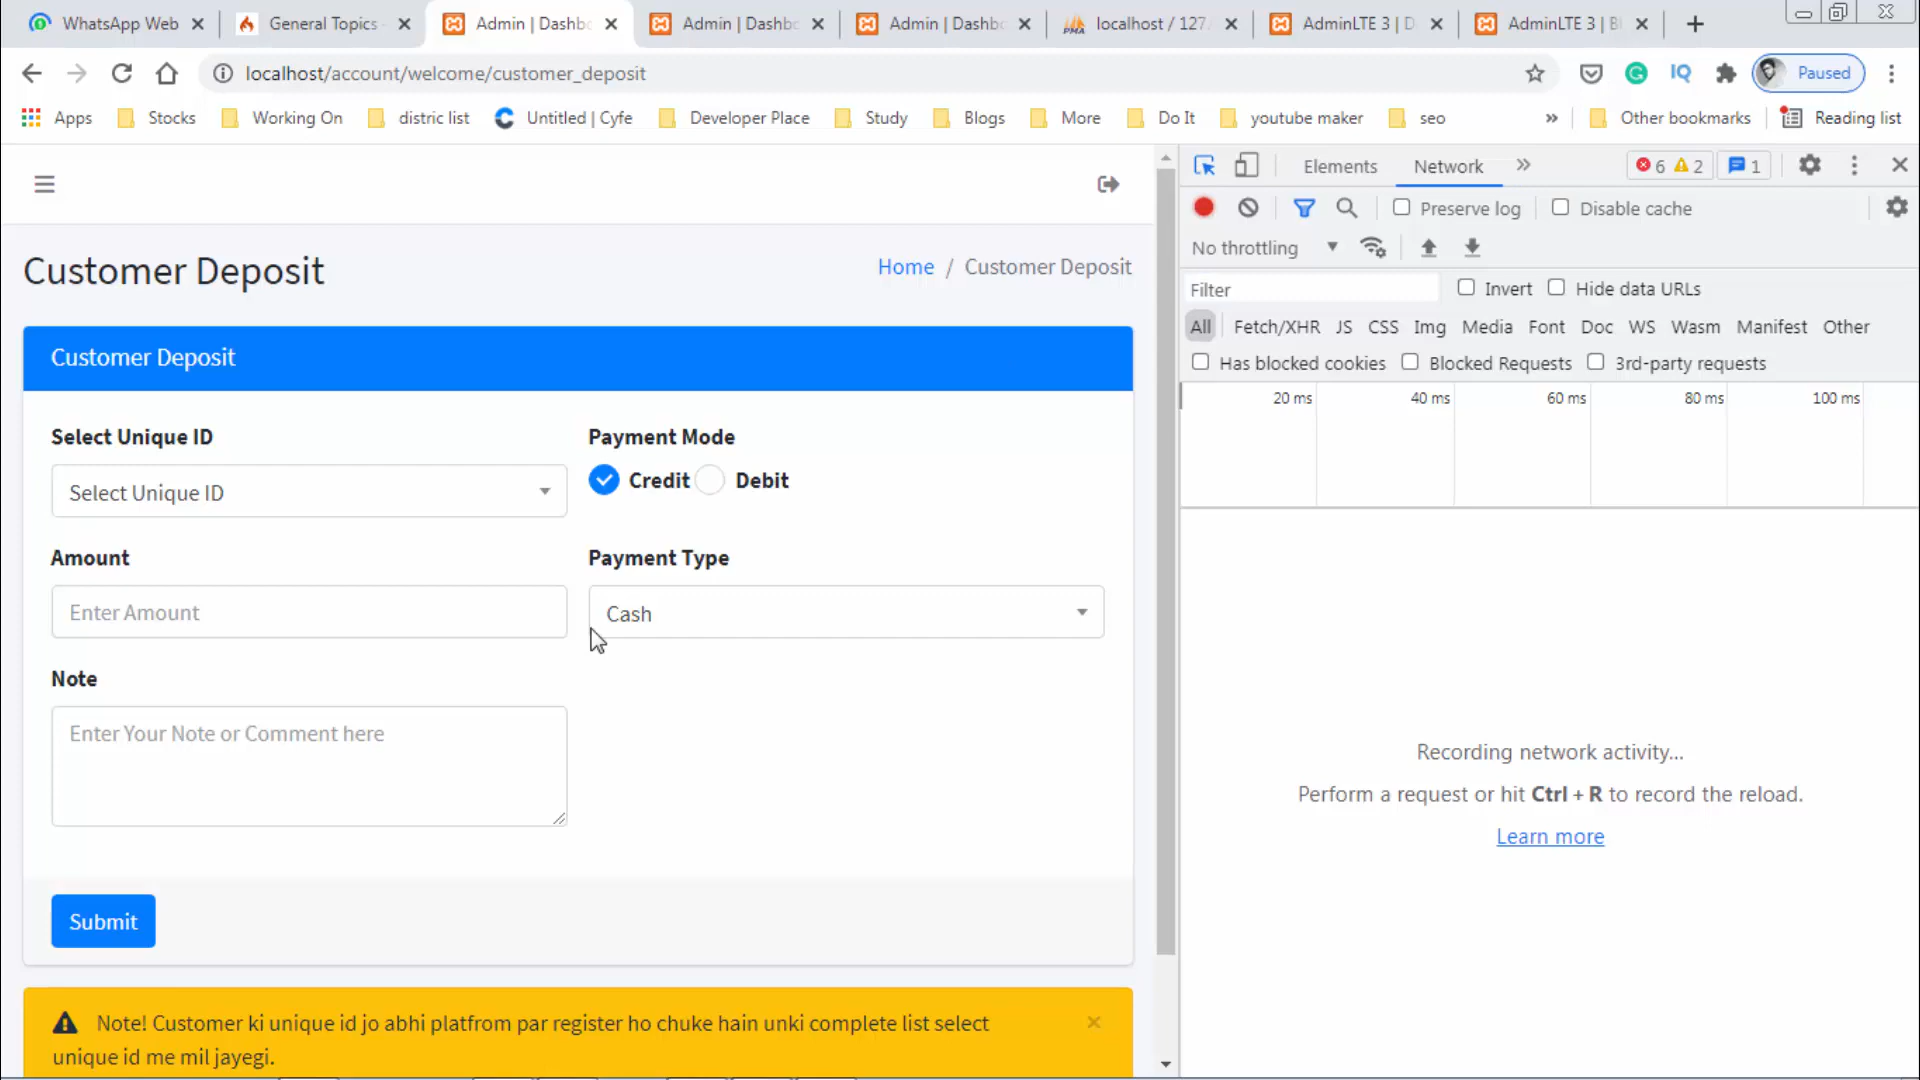 WhatsApp Web
General Topics -
Admin | Dashbo
Admin | Dashbo
Admin | Dashbo
PMA localhost / 127.
AdminLTE 3 | D
AdminLTE 3 | Bl
localhost/account/welcome/customer_deposit
IQ
Paused
Apps
Stocks
Working On
distric list
Untitled | Cyfe
Developer Place
Study
Blogs
More
Do It
youtube maker
seo
»
Other bookmarks
Reading list
Customer Deposit
Home / Customer Deposit
Customer Deposit
Select Unique ID
Payment Mode
Select Unique ID
Credit
Debit
Amount
Payment Type
Enter Amount
Cash
Note
Enter Your Note or Comment here
Submit
Note! Customer ki unique id jo abhi platfrom par register ho chuke hain unki complete list select
unique id me mil jayegi.
×
Elements
Network
»
6
2
1
Preserve log
Disable cache
No throttling
Filter
Invert
Hide data URLs
All
Fetch/XHR
JS
CSS
Img
Media
Font
Doc
WS
Wasm
Manifest
Other
Has blocked cookies
Blocked Requests
3rd-party requests
20 ms
40 ms
60 ms
80 ms
100 ms
Recording network activity...
Perform a request or hit Ctrl + R to record the reload.
Learn more